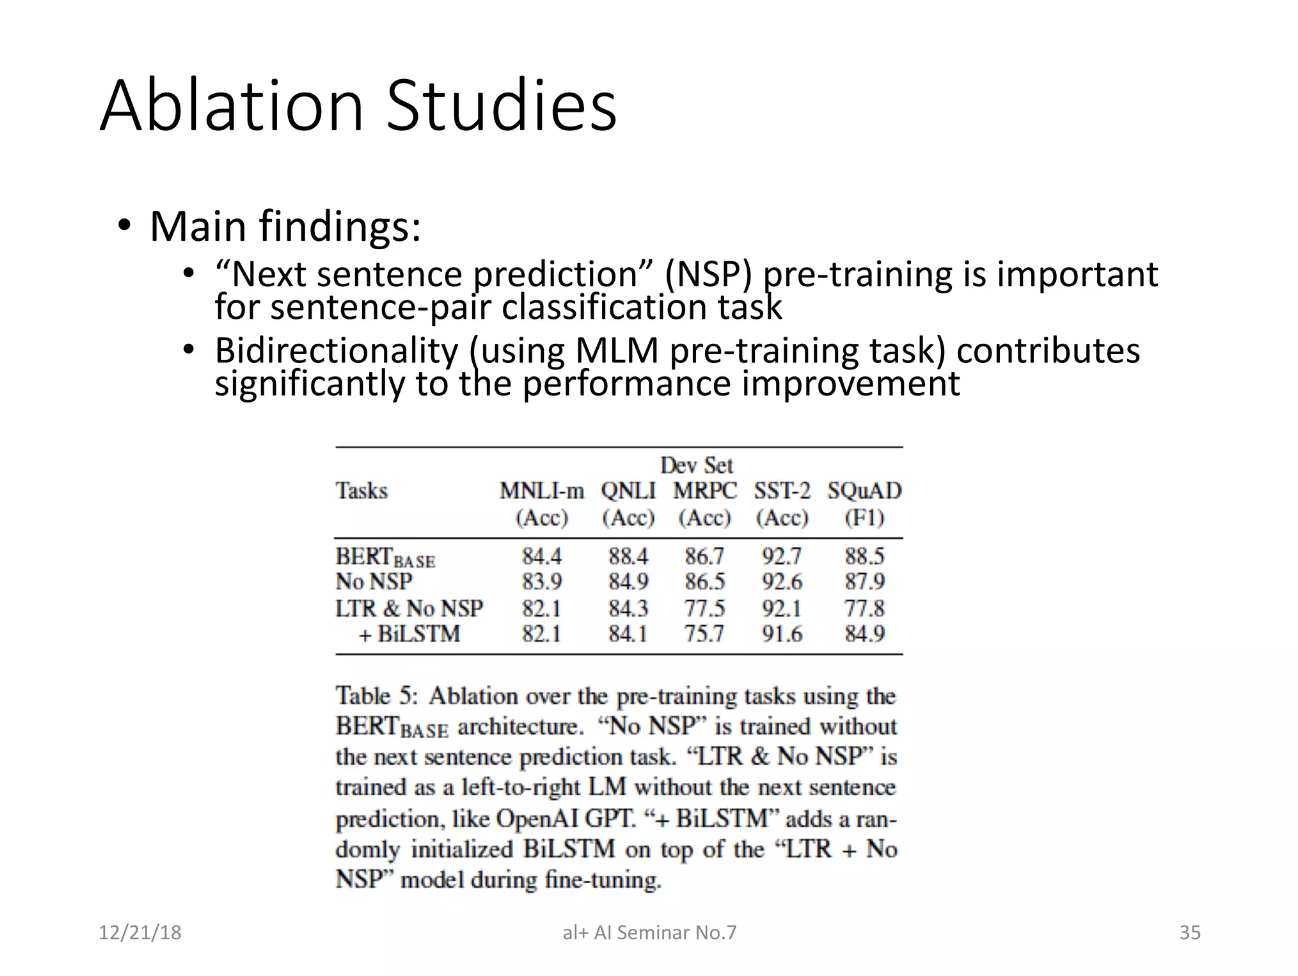 Ablation Studies
• Main findings:
• “Next sentence prediction” (NSP) pre-training is important
for sentence-pair classification task
• Bidirectionality (using MLM pre-training task) contributes
significantly to the performance improvement
Dev Set
Tasks MNLI-m QNLI MRPC SST-2 SQuAD
(Acc) (Acc) (Acc) (Acc) (F1)
BERTBASE 84.4 88.4 86.7 92.7 88.5
No NSP 83.9 84.9 86.5 92.6 87.9
LTR & No NSP 82.1 84.3 77.5 92.1 77.8
+ BiLSTM 82.1 84.1 75.7 91.6 84.9
Table 5: Ablation over the pre-training tasks using the
BERTBASE architecture. “No NSP” is trained without
the next sentence prediction task. “LTR & No NSP” is
trained as a left-to-right LM without the next sentence
prediction, like OpenAI GPT. “+ BiLSTM” adds a ran-
domly initialized BiLSTM on top of the “LTR + No
NSP” model during fine-tuning.
12/21/18 al+ AI Seminar No.7 35